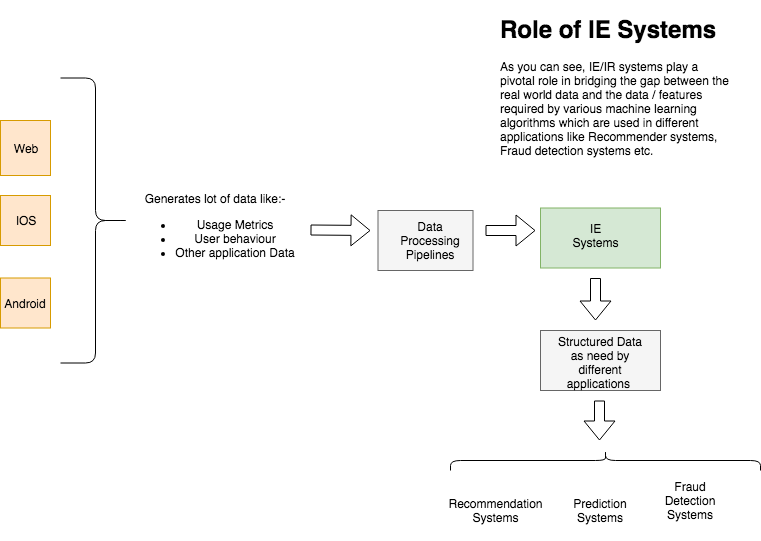 Role of IE Systems
As you can see, IE/IR systems play a
pivotal role in bridging the gap between the
real world data and the data / features
required by various machine learning
algorithms which are used in different
applications like Recommender systems,
Fraud detection systems etc.
Web
IOS
Android
Generates lot of data like:-
• Usage Metrics
• User behaviour
• Other application Data
Data
Processing
Pipelines
IE
Systems
Structured Data
as need by
different
applications
Recommendation
Systems
Prediction
Systems
Fraud
Detection
Systems